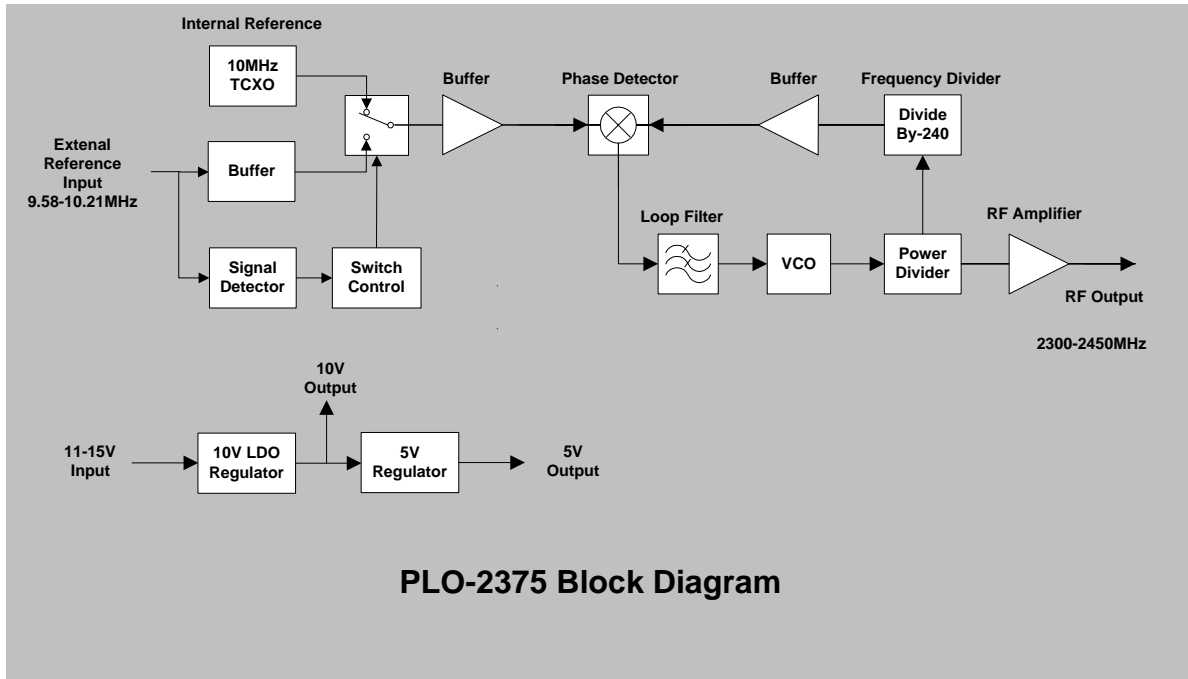 Internal Reference
10MHz
TCXO
Buffer
Phase Detector
Buffer
Frequency Divider
Divide
By-240
Extenal
Reference
Input
9.58-10.21MHz
Buffer
Signal
Detector
Switch
Control
Loop Filter
VCO
Power
Divider
RF Amplifier
RF Output
2300-2450MHz
10V
Output
11-15V
Input
10V LDO
Regulator
5V
Regulator
5V
Output
PLO-2375 Block Diagram